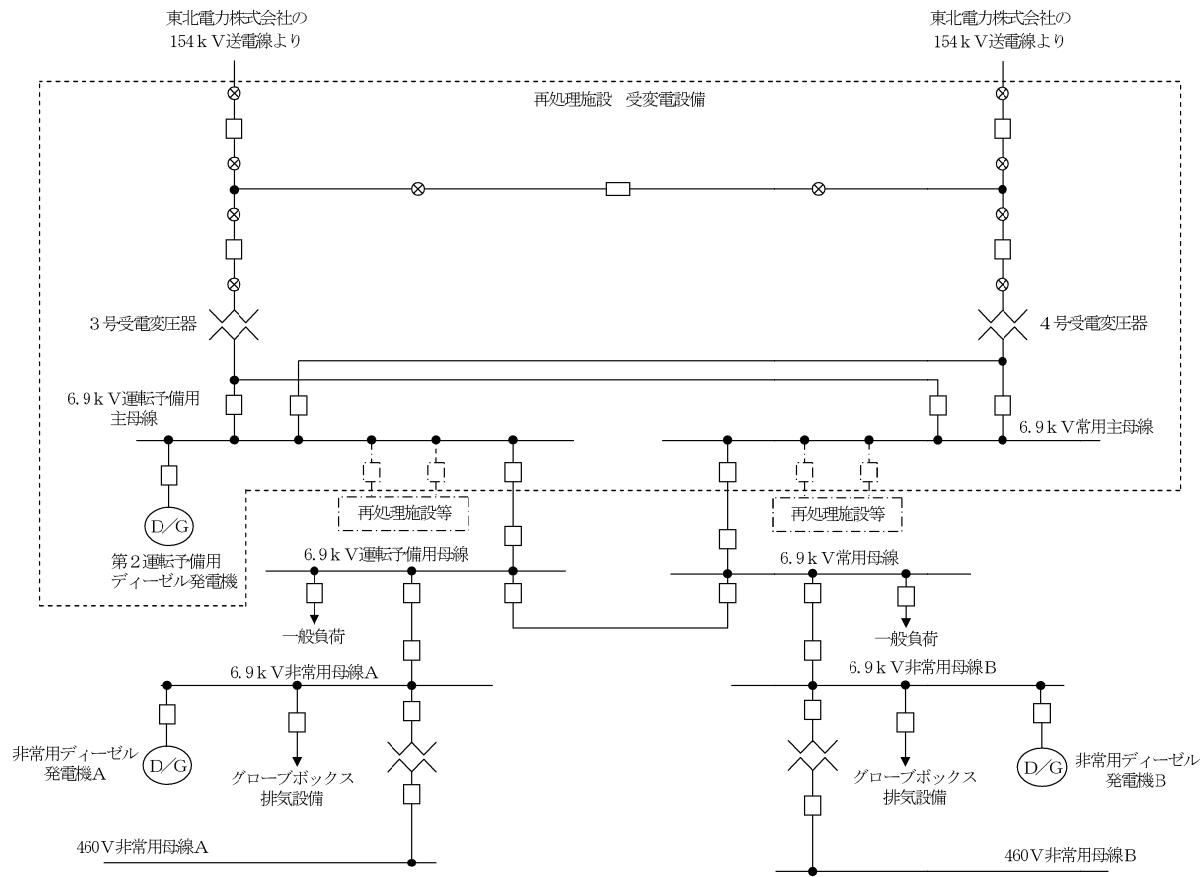 東北電力株式会社の
154ｋＶ送電線より
東北電力株式会社の
154ｋＶ送電線より
再処理施設　受変電設備
３号受電変圧器
４号受電変圧器
6.9ｋＶ運転予備用
主母線
6.9ｋＶ常用主母線
D／G
第２運転予備用
ディーゼル発電機
再処理施設等
再処理施設等
6.9ｋＶ運転予備用母線
6.9ｋＶ常用母線
一般負荷
一般負荷
6.9ｋＶ非常用母線Ａ
6.9ｋＶ非常用母線Ｂ
非常用ディーゼル
発電機Ａ
D／G
グローブボックス
排気設備
グローブボックス
排気設備
D／G
非常用ディーゼル
発電機Ｂ
460Ｖ非常用母線Ａ
460Ｖ非常用母線Ｂ